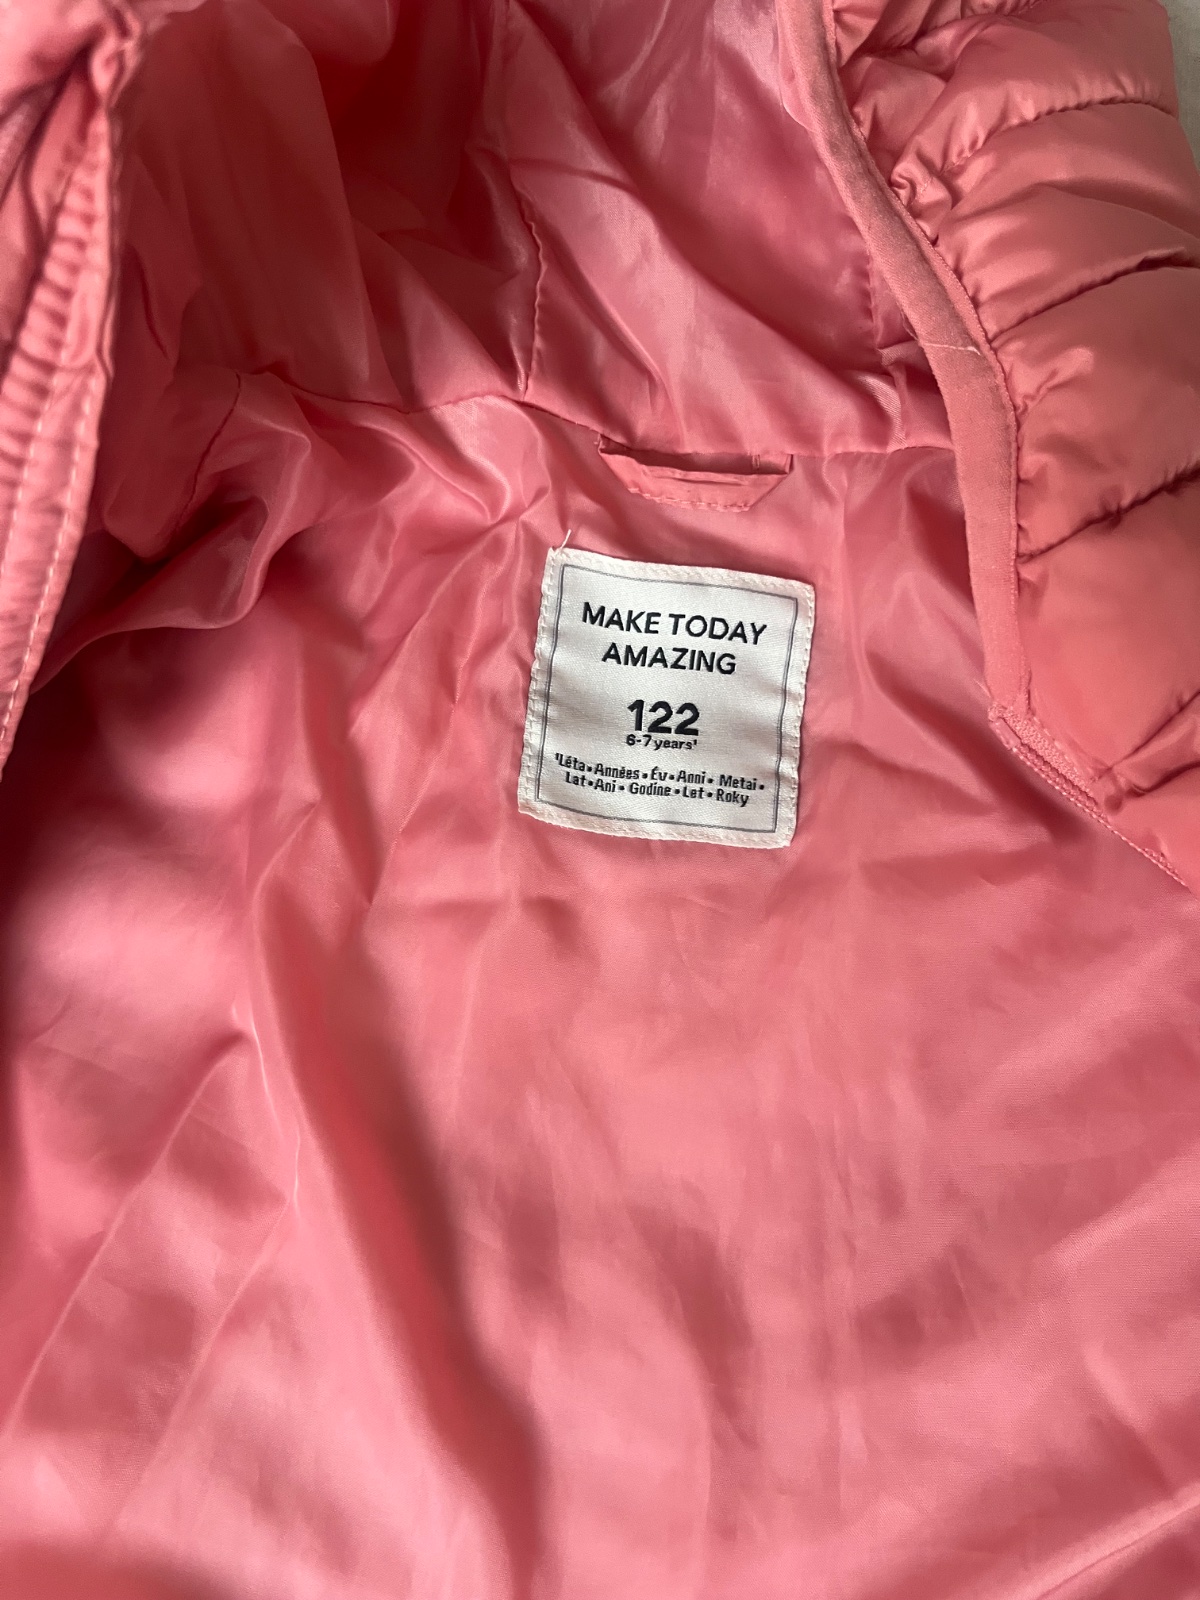 MAKE TODAY
AMAZING
122
6-7 years¹
¹Léta • Années • Év • Anni • Metai •
Lat • Ani • Godine • Let • Roky